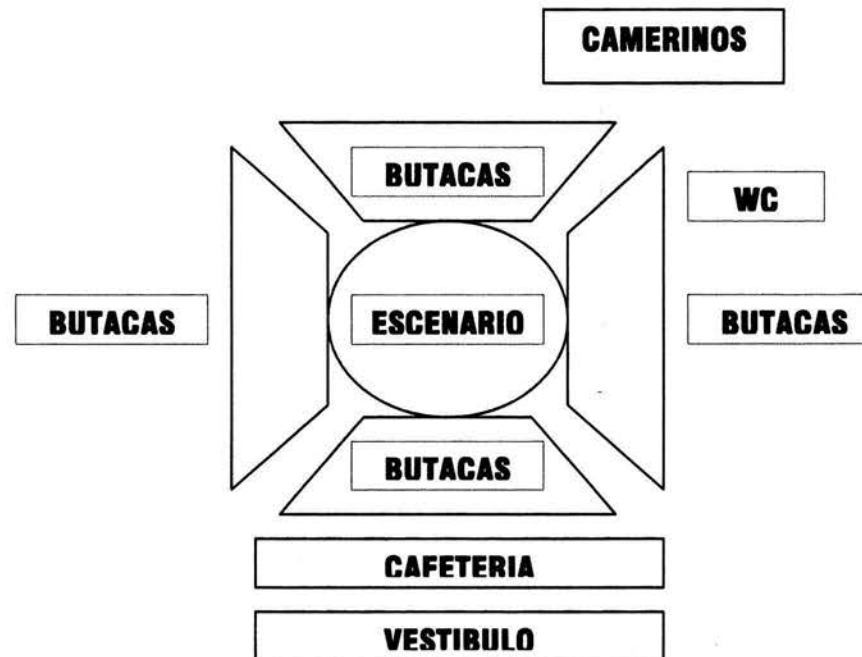 CAMERINOS
BUTACAS
WC
BUTACAS
ESCENARIO
BUTACAS
BUTACAS
CAFETERIA
VESTIBULO